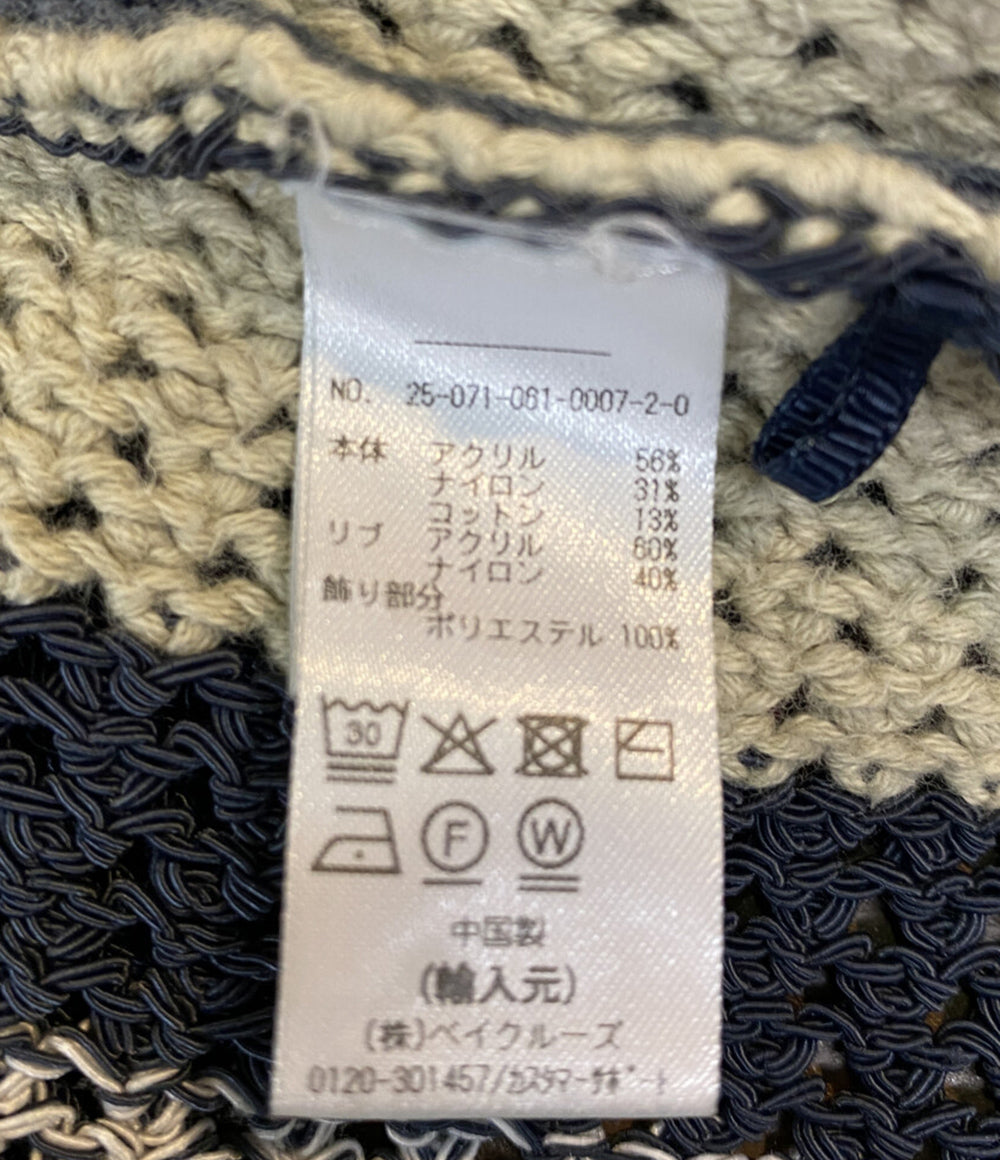 NO. 25-071-061-0007-2-0
本体 アクリル 56%
ナイロン 31%
コットン 13%
リブ アクリル 60%
ナイロン 40%
飾り部分
ポリエステル 100%
30
F W
中国製
(輸入元)
(株)ベイクルーズ
0120-301457/カスタマーサポート